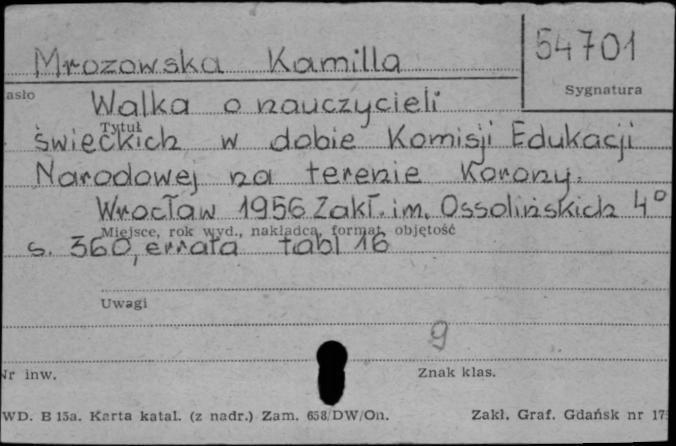 Mrozowska Kamilla
54701
Sygnatura
asło
Walka o nauczycieli
Tytuł
świeckich w dobie Komisji Edukacji
Narodowej na terenie Korony.
Wrocław 1956 Zakł. im. Ossolińskich 4°
Miejsce, rok wyd., nakładca, format, objętość
s. 360, errata tabl 16
Uwagi
9
Nr inw.
Znak klas.
WD. B 15a. Karta katal. (z nadr.) Zam. 658/DW/On.
Zakł. Graf. Gdańsk nr 175